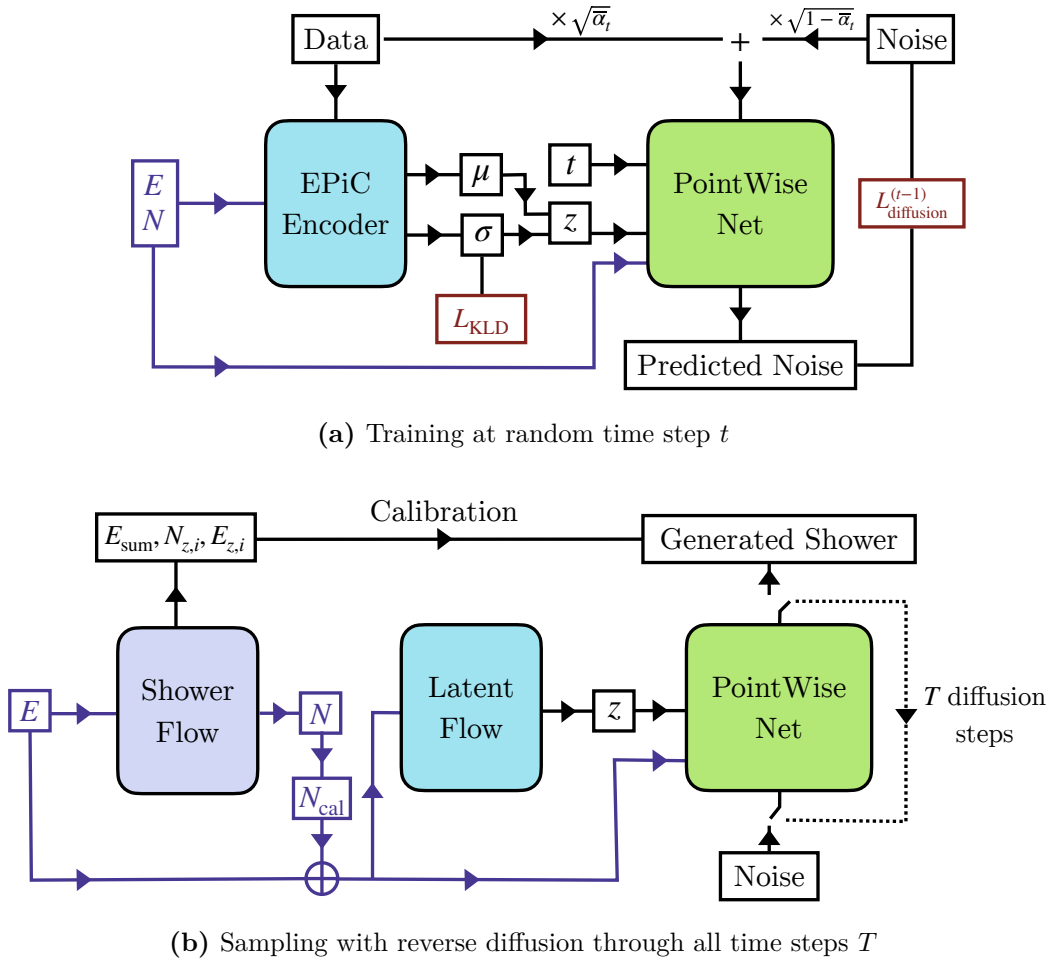 Data
× √ᾱₜ
+
× √1 − ᾱₜ
Noise
E
N
EPiC
Encoder
μ
σ
t
z
PointWise
Net
L_diffusion^(t−1)
L_KLD
Predicted Noise
(a) Training at random time step t
E_sum, N_z,i, E_z,i
Calibration
Generated Shower
E
Shower
Flow
N
N_cal
Latent
Flow
z
PointWise
Net
T diffusion
steps
Noise
(b) Sampling with reverse diffusion through all time steps T